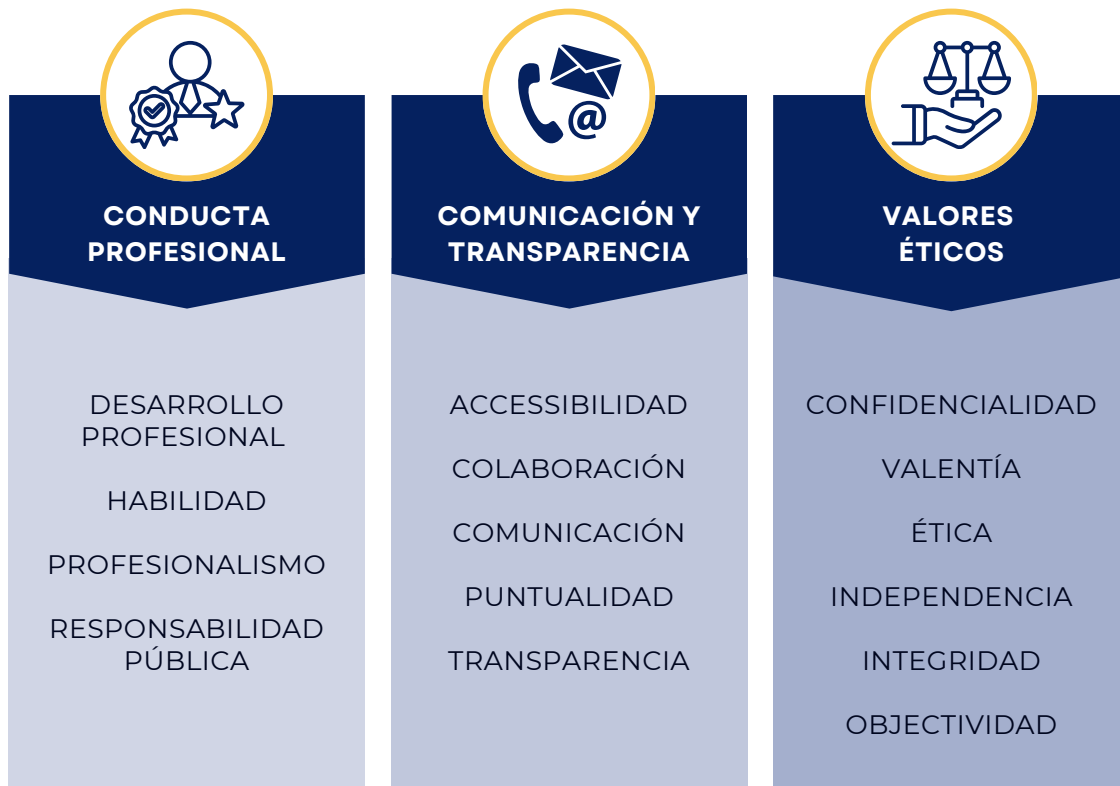 CONDUCTA
PROFESIONAL
DESARROLLO
PROFESIONAL
HABILIDAD
PROFESIONALISMO
RESPONSABILIDAD
PÚBLICA
@
COMUNICACIÓN Y
TRANSPARENCIA
ACCESSIBILIDAD
COLABORACIÓN
COMUNICACIÓN
PUNTUALIDAD
TRANSPARENCIA
VALORES
ÉTICOS
CONFIDENCIALIDAD
VALENTÍA
ÉTICA
INDEPENDENCIA
INTEGRIDAD
OBJECTIVIDAD